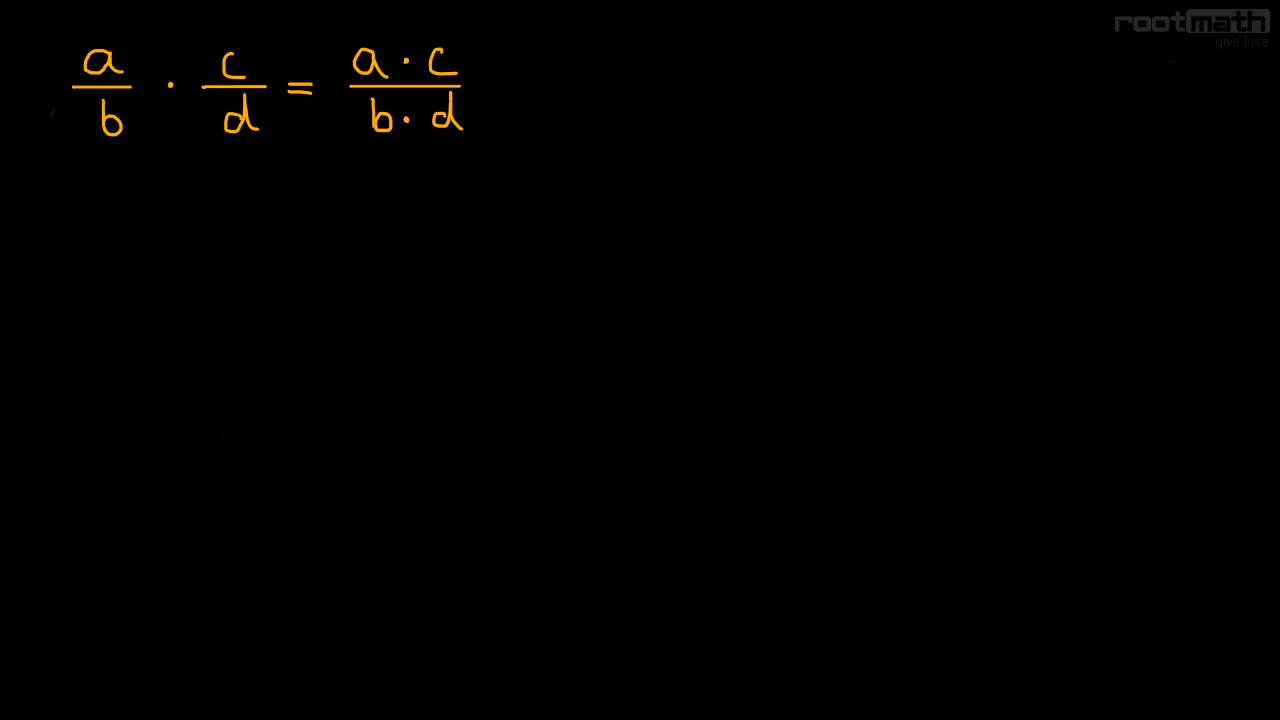 rootmath
give love
a/b · c/d = a · c / b · d